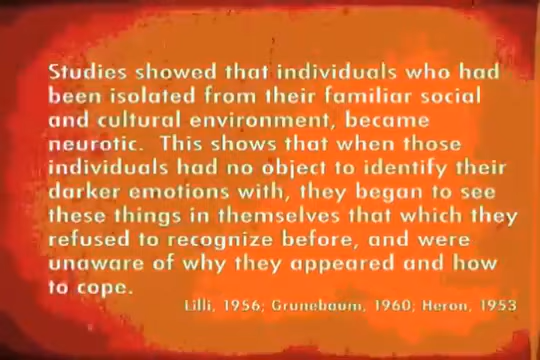 Studies showed that individuals who had
been isolated from their familiar social
and cultural environment, became
neurotic. This shows that when those
individuals had no object to identify their
darker emotions with, they began to see
these things in themselves that which they
refused to recognize before, and were
unaware of why they appeared and how
to cope.
Lilli, 1956; Grunebaum, 1960; Heron, 1953